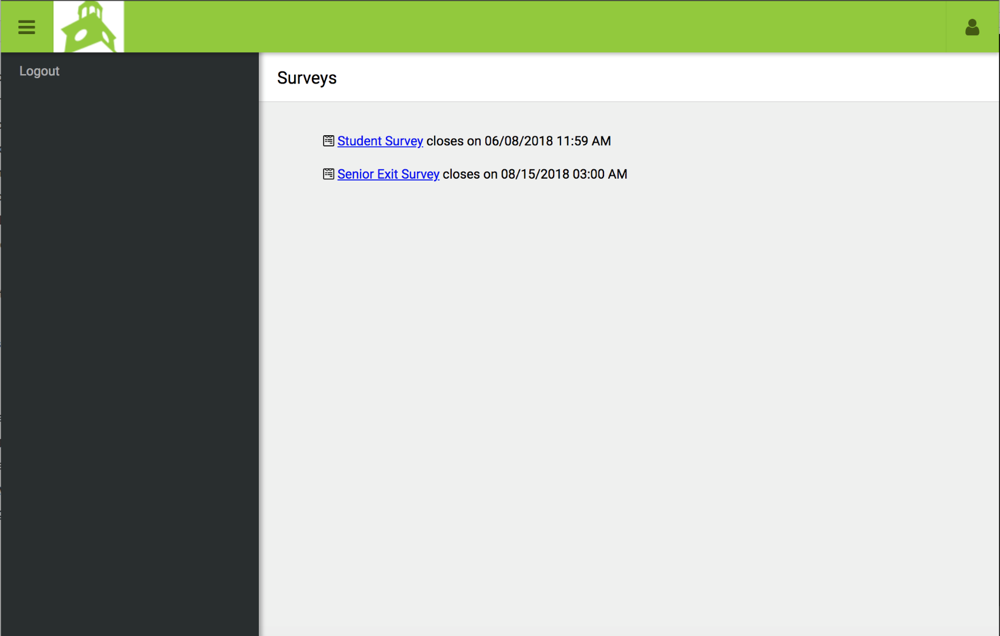 Logout
Surveys
Student Survey closes on 06/08/2018 11:59 AM
Senior Exit Survey closes on 08/15/2018 03:00 AM